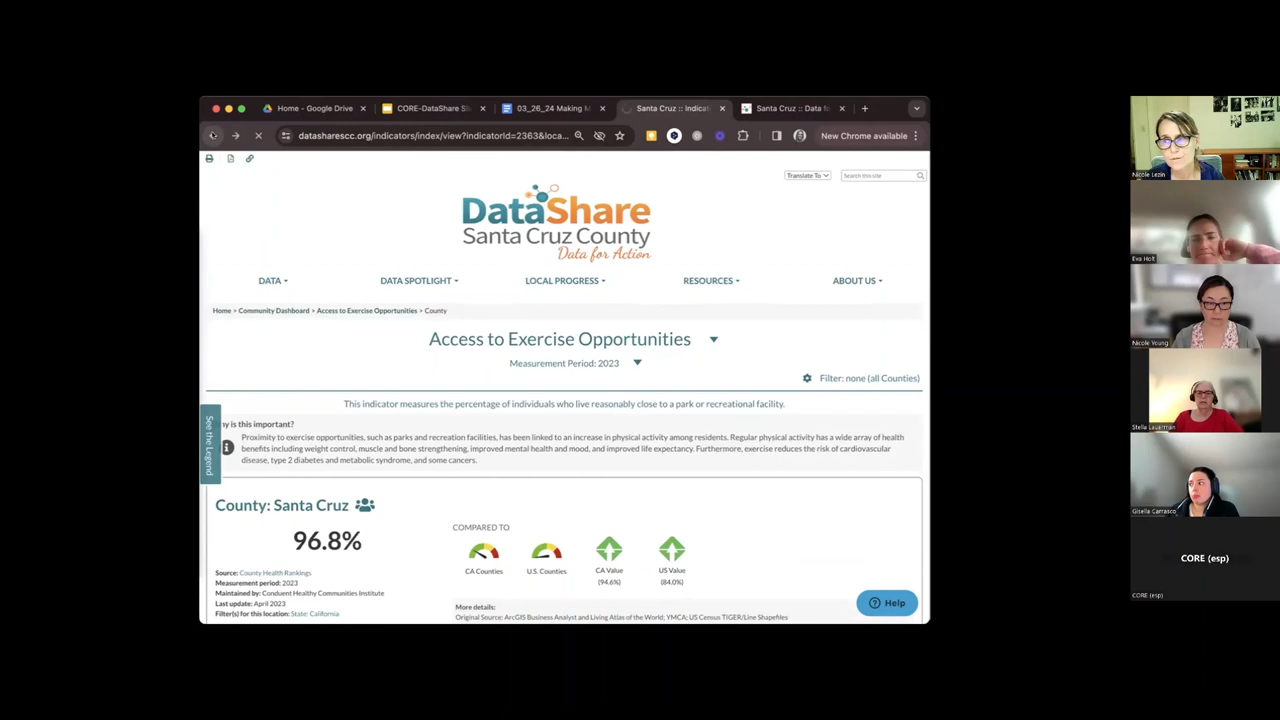 Home - Google Drive
CORE-DataShare Sl
03_26_24 Making M
Santa Cruz :: Indicat
Santa Cruz :: Data fo
datasharescc.org/indicators/index/view?indicatorId=2363&loca...
New Chrome available
Translate To
Search this site
DataShare
Santa Cruz County
Data for Action
DATA
DATA SPOTLIGHT
LOCAL PROGRESS
RESOURCES
ABOUT US
Home > Community Dashboard > Access to Exercise Opportunities > County
Access to Exercise Opportunities
Measurement Period: 2023
Filter: none (all Counties)
This indicator measures the percentage of individuals who live reasonably close to a park or recreational facility.
See the Legend
hy is this important?
Proximity to exercise opportunities, such as parks and recreation facilities, has been linked to an increase in physical activity among residents. Regular physical activity has a wide array of health
benefits including weight control, muscle and bone strengthening, improved mental health and mood, and improved life expectancy. Furthermore, exercise reduces the risk of cardiovascular
disease, type 2 diabetes and metabolic syndrome, and some cancers.
County: Santa Cruz
96.8%
Source: County Health Rankings
Measurement period: 2023
Maintained by: Conduent Healthy Communities Institute
Last update: April 2023
Filter(s) for this location: State: California
COMPARED TO
CA Counties
U.S. Counties
CA Value
(94.6%)
US Value
(84.0%)
More details:
Original Source: ArcGIS Business Analyst and Living Atlas of the World; YMCA; US Census TIGER/Line Shapefiles
Help
Nicole Lezin
Eva Holt
Nicole Young
Stella Lauerman
Gisella Carrasco
CORE (esp)
CORE (esp)